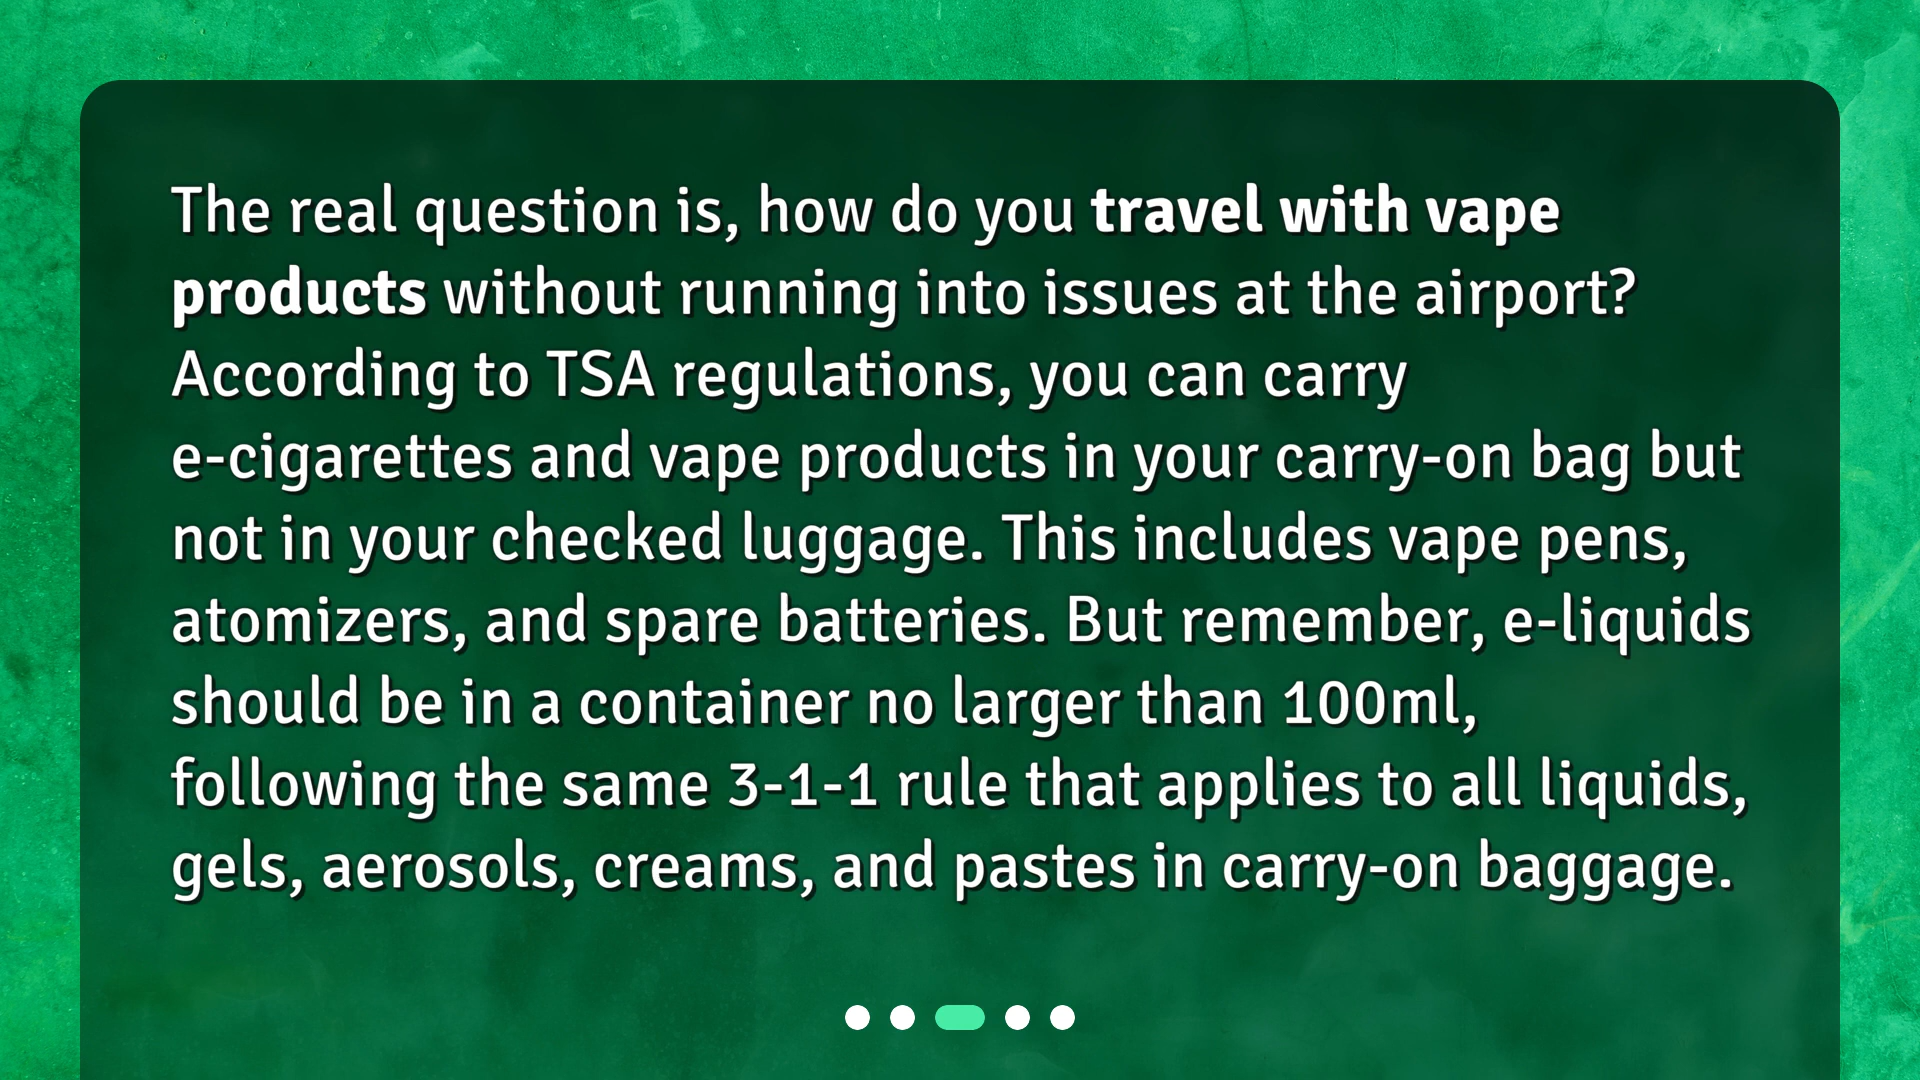 The real question is, how do you travel with vape
products without running into issues at the airport?
According to TSA regulations, you can carry
e-cigarettes and vape products in your carry-on bag but
not in your checked luggage. This includes vape pens,
atomizers, and spare batteries. But remember, e-liquids
should be in a container no larger than 100ml,
following the same 3-1-1 rule that applies to all liquids,
gels, aerosols, creams, and pastes in carry-on baggage.